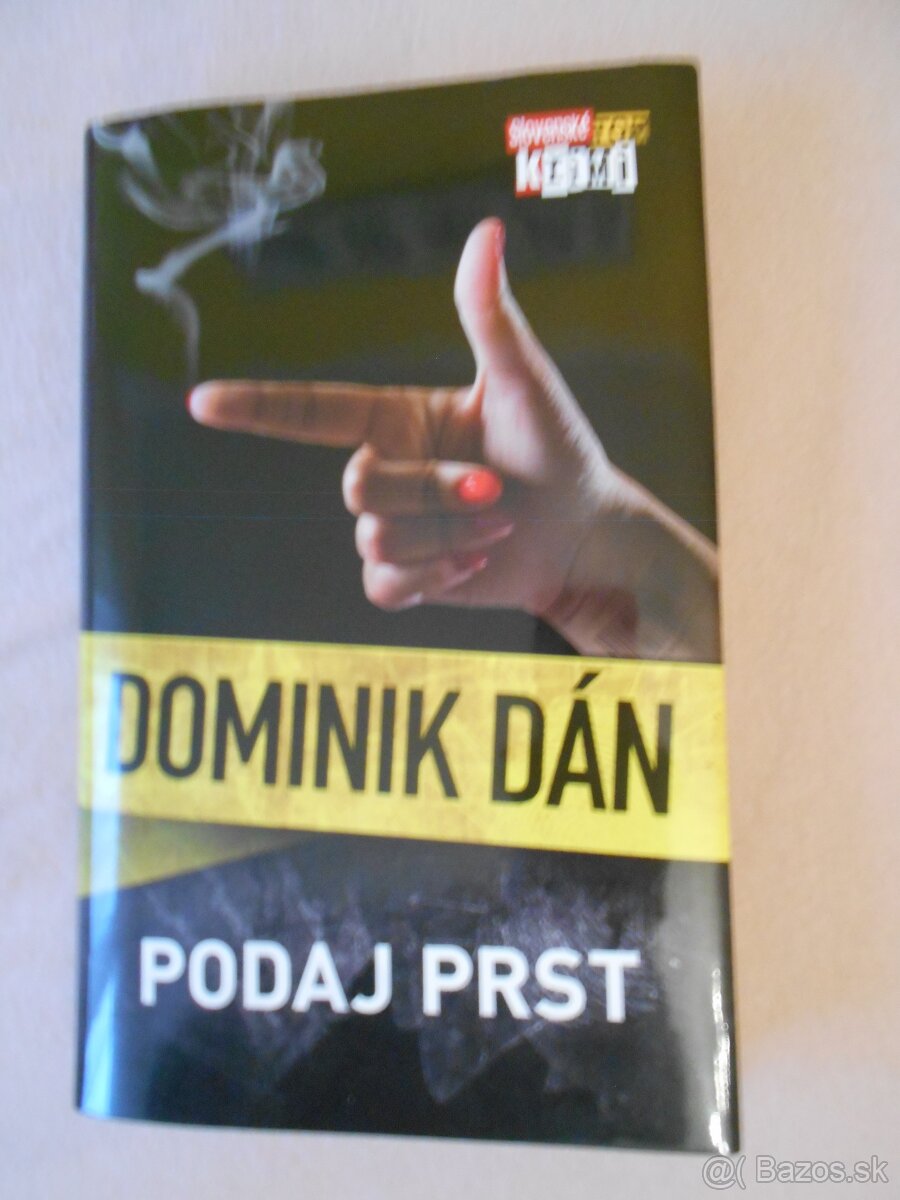 Slovenské
krimi
DOMINIK DÁN
PODAJ PRST
@ Bazos.sk